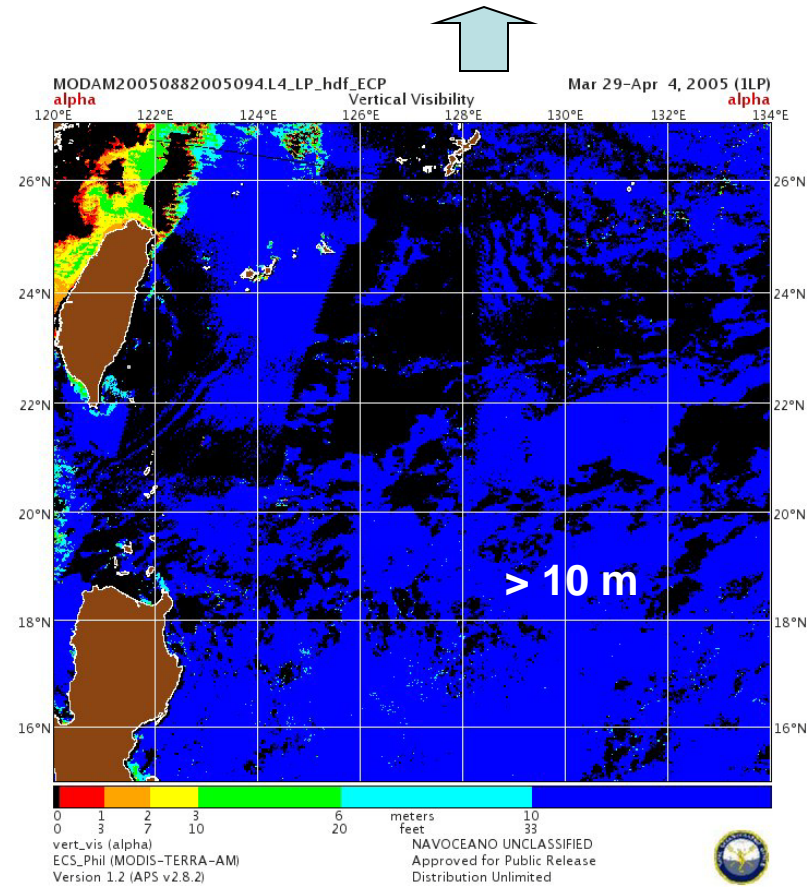 MODAM20050882005094.L4_LP_hdf_ECP Mar 29-Apr 4, 2005 (1LP)
alpha Vertical Visibility alpha
120°E 122°E 124°E 126°E 128°E 130°E 132°E 134°E
26°N 26°N
24°N 24°N
22°N 22°N
20°N 20°N
> 10 m
18°N 18°N
16°N 16°N
0 1 2 3 6 meters 10
0 3 7 10 20 feet 33
vert_vis (alpha) NAVOCEANO UNCLASSIFIED
ECS_Phil (MODIS-TERRA-AM) Approved for Public Release
Version 1.2 (APS v2.8.2) Distribution Unlimited